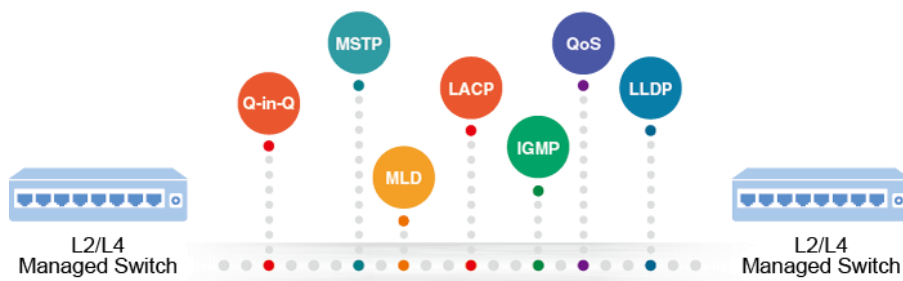 Q-in-Q
MSTP
MLD
LACP
IGMP
QoS
LLDP
L2/L4
Managed Switch
L2/L4
Managed Switch